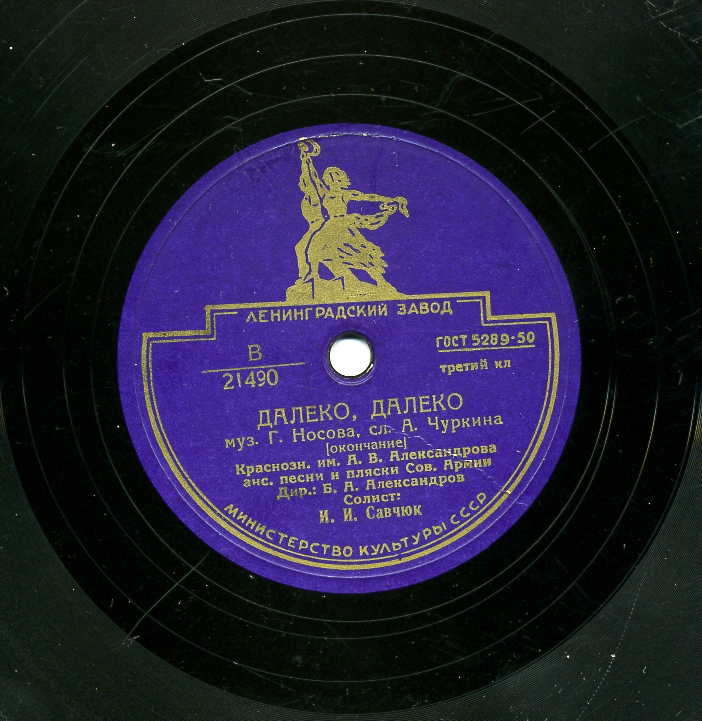 ЛЕНИНГРАДСКИЙ ЗАВОД
В
21490
ГОСТ 5289-50
третий кл
ДАЛЕКО, ДАЛЕКО
муз. Г. Носова, сл. А. Чуркина
[окончание]
Краснозн. им. А. В. Александрова
анс. песни и пляски Сов. Армии
Дир.: Б. А. Александров
Солист:
И. И. Савчюк
МИНИСТЕРСТВО КУЛЬТУРЫ СССР